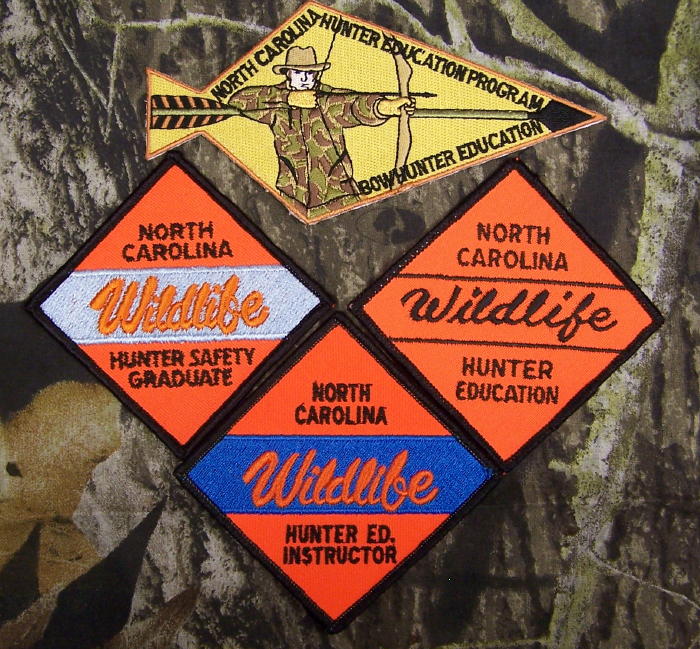 NORTH CAROLINA HUNTER EDUCATION PROGRAM
BOWHUNTER EDUCATION
NORTH
CAROLINA
Wildlife
HUNTER SAFETY
GRADUATE
NORTH
CAROLINA
Wildlife
HUNTER
EDUCATION
NORTH
CAROLINA
Wildlife
HUNTER ED.
INSTRUCTOR